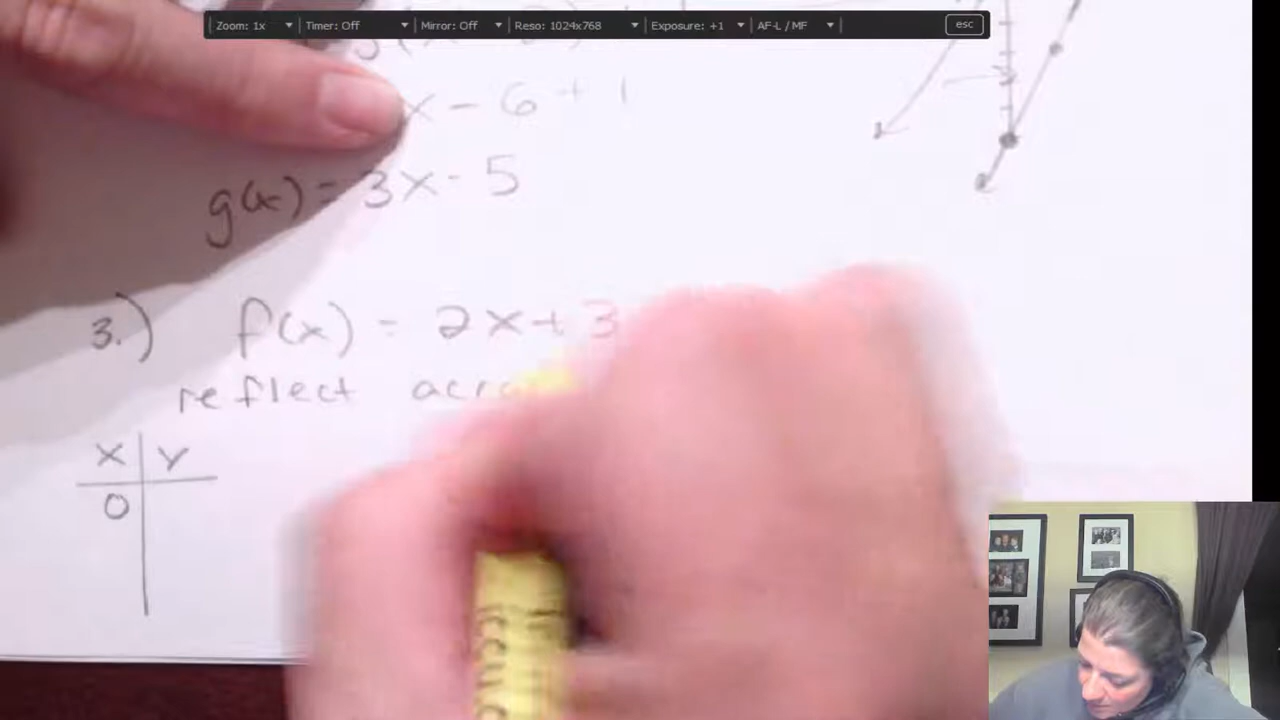 Zoom: 1x Timer: Off Mirror: Off Reso: 1024x768 Exposure: +1 AF-L / MF esc
x - 6 + 1
g(x) = 3x - 5
3.) f(x) = 2x + 3
reflect
X Y
0